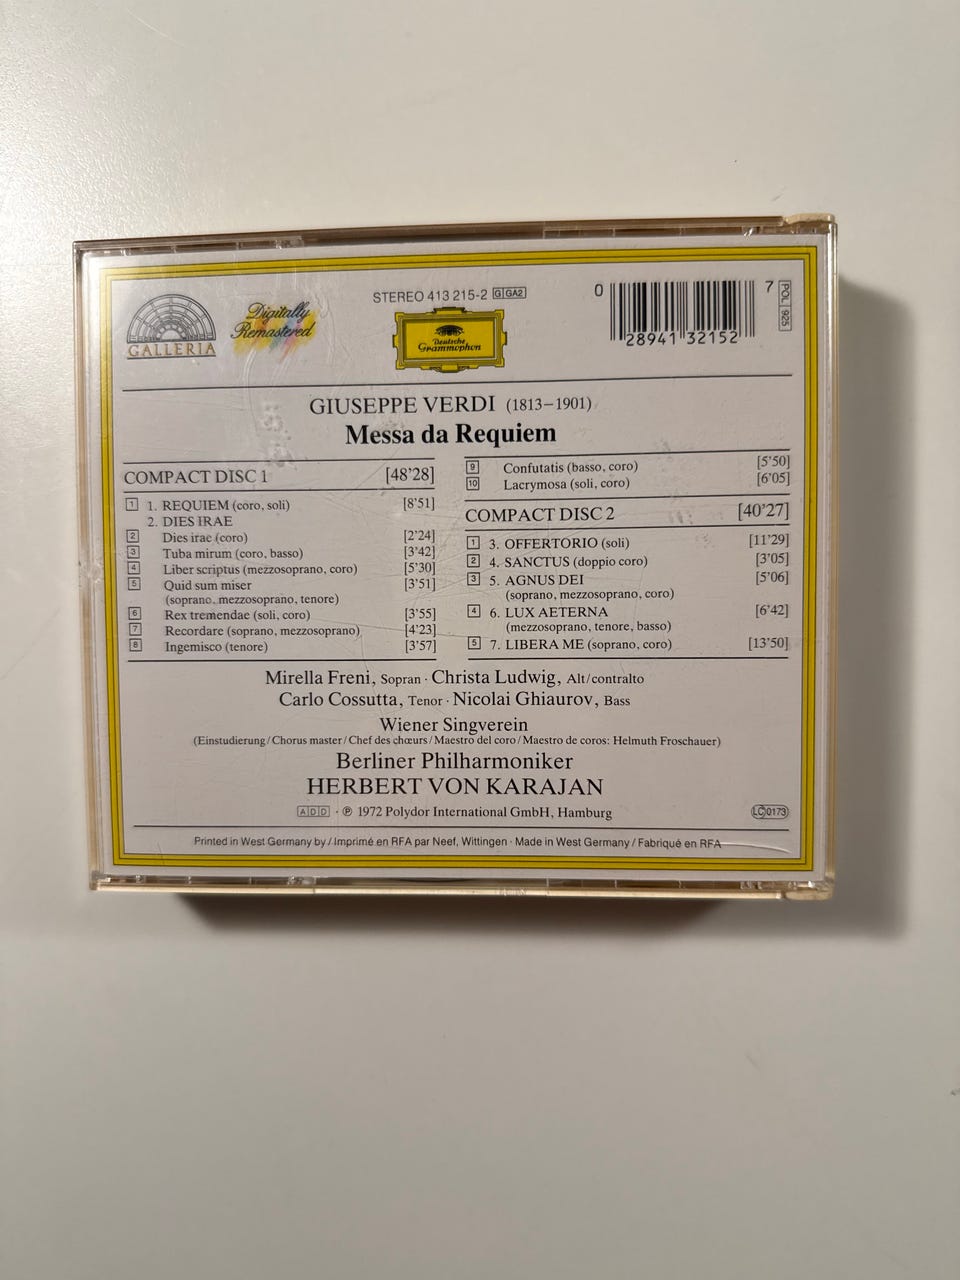 STEREO 413 215-2 G GA2
0 28941 32152 7
POL 925
GALLERIA
Digitally
Remastered
Deutsche
Grammophon
GIUSEPPE VERDI (1813–1901)
Messa da Requiem
COMPACT DISC 1 [48'28]
1 1. REQUIEM (coro, soli) [8'51]
2. DIES IRAE
2 Dies irae (coro) [2'24]
3 Tuba mirum (coro, basso) [3'42]
4 Liber scriptus (mezzosoprano, coro) [5'30]
5 Quid sum miser [3'51]
(soprano, mezzosoprano, tenore)
6 Rex tremendae (soli, coro) [3'55]
7 Recordare (soprano, mezzosoprano) [4'23]
8 Ingemisco (tenore) [3'57]
9 Confutatis (basso, coro) [5'50]
10 Lacrymosa (soli, coro) [6'05]
COMPACT DISC 2 [40'27]
1 3. OFFERTORIO (soli) [11'29]
2 4. SANCTUS (doppio coro) [3'05]
3 5. AGNUS DEI [5'06]
(soprano, mezzosoprano, coro)
4 6. LUX AETERNA [6'42]
(mezzosoprano, tenore, basso)
5 7. LIBERA ME (soprano, coro) [13'50]
Mirella Freni, Sopran · Christa Ludwig, Alt/contralto
Carlo Cossutta, Tenor · Nicolai Ghiaurov, Bass
Wiener Singverein
(Einstudierung/Chorus master/Chef des chœurs/Maestro del coro/Maestro de coros: Helmuth Froschauer)
Berliner Philharmoniker
HERBERT VON KARAJAN
ADD · ℗ 1972 Polydor International GmbH, Hamburg
LC 0173
Printed in West Germany by / Imprimé en RFA par Neef, Wittingen · Made in West Germany / Fabriqué en RFA